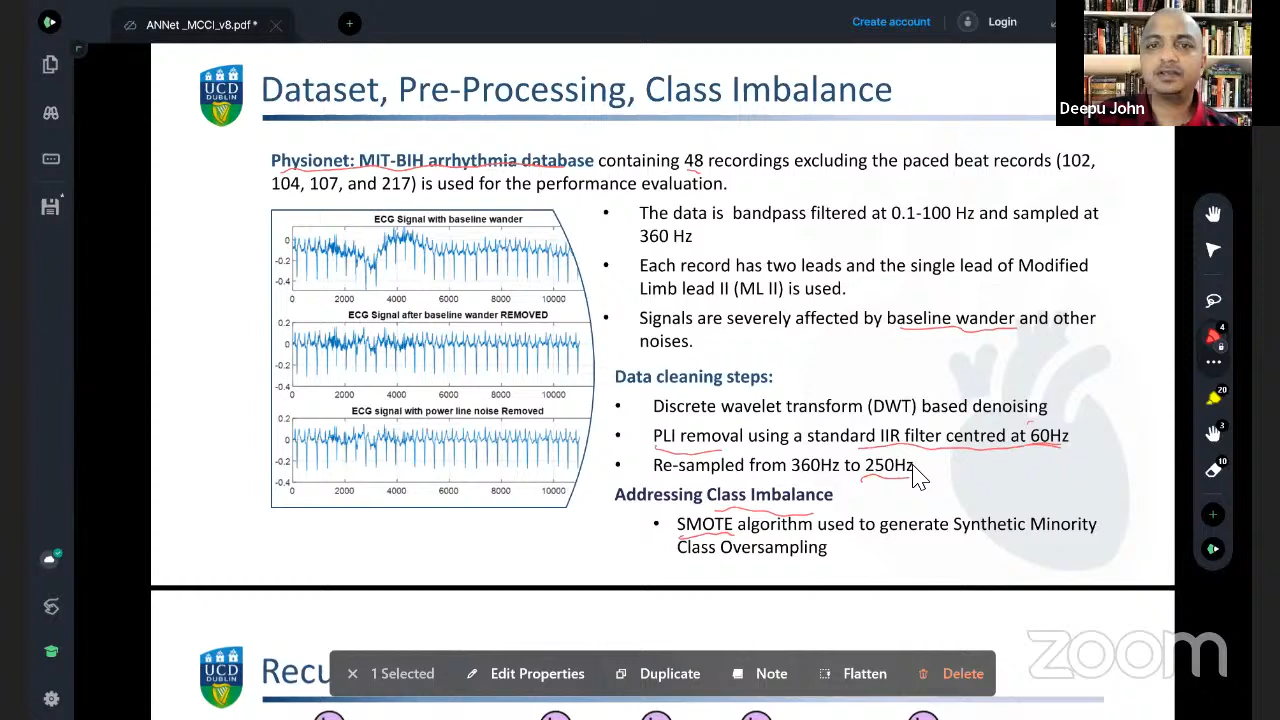 ANNet _MCCI_v8.pdf *
Create account
Login
Deepu John
UCD
DUBLIN
Dataset, Pre-Processing, Class Imbalance
Physionet: MIT-BIH arrhythmia database containing 48 recordings excluding the paced beat records (102,
104, 107, and 217) is used for the performance evaluation.
ECG Signal with baseline wander
0
-0.2
-0.4
0 2000 4000 6000 8000 10000
ECG Signal after baseline wander REMOVED
0.2
0
-0.2
-0.4
0 2000 4000 6000 8000 10000
ECG signal with power line noise Removed
0.2
0
-0.2
-0.4
0 2000 4000 6000 8000 10000
• The data is bandpass filtered at 0.1-100 Hz and sampled at
360 Hz
• Each record has two leads and the single lead of Modified
Limb lead II (ML II) is used.
• Signals are severely affected by baseline wander and other
noises.
Data cleaning steps:
• Discrete wavelet transform (DWT) based denoising
• PLI removal using a standard IIR filter centred at 60Hz
• Re-sampled from 360Hz to 250Hz
Addressing Class Imbalance
• SMOTE algorithm used to generate Synthetic Minority
Class Oversampling
4
20
3
10
zoom
UCD
DUBLIN
Recu
1 Selected
Edit Properties
Duplicate
Note
Flatten
Delete